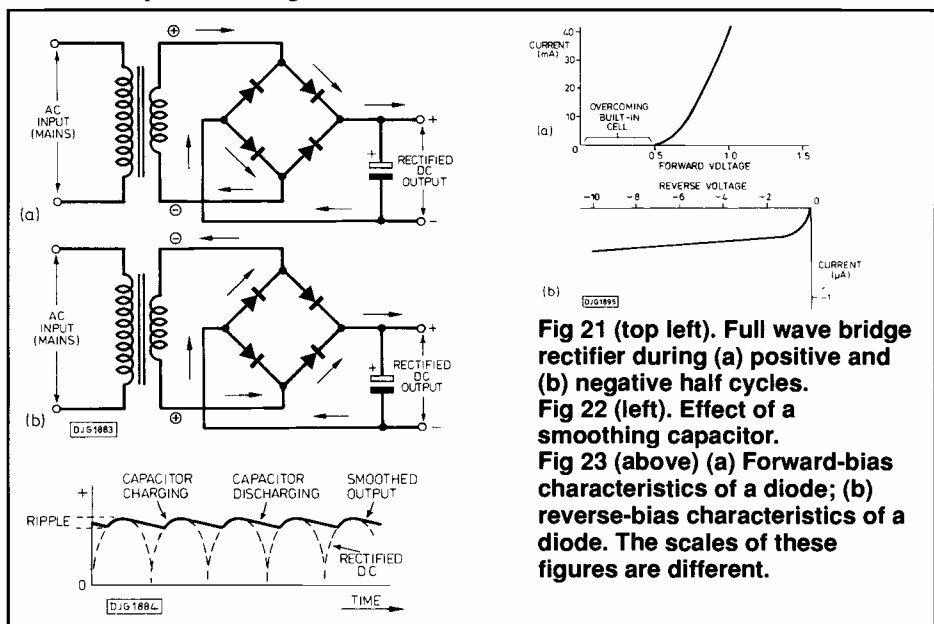 ⊕
AC
INPUT
(MAINS)
+
+
RECTIFIED
DC
OUTPUT
-
(a)
⊖
⊖
AC
INPUT
(MAINS)
+
+
RECTIFIED
DC
OUTPUT
-
(b)
DJG1883
⊕
+
CAPACITOR
CHARGING
CAPACITOR
DISCHARGING
SMOOTHED
OUTPUT
RIPPLE
RECTIFIED
DC
0
DJG1884
TIME
CURRENT
(mA)
40
30
20
10
OVERCOMING
BUILT-IN
CELL
(a)
0
0.5
1.0
1.5
FORWARD VOLTAGE
REVERSE VOLTAGE
-10
-8
-6
-4
-2
0
CURRENT
(μA)
-1
(b)
DJG1895
Fig 21 (top left). Full wave bridge
rectifier during (a) positive and
(b) negative half cycles.
Fig 22 (left). Effect of a
smoothing capacitor.
Fig 23 (above) (a) Forward-bias
characteristics of a diode; (b)
reverse-bias characteristics of a
diode. The scales of these
figures are different.